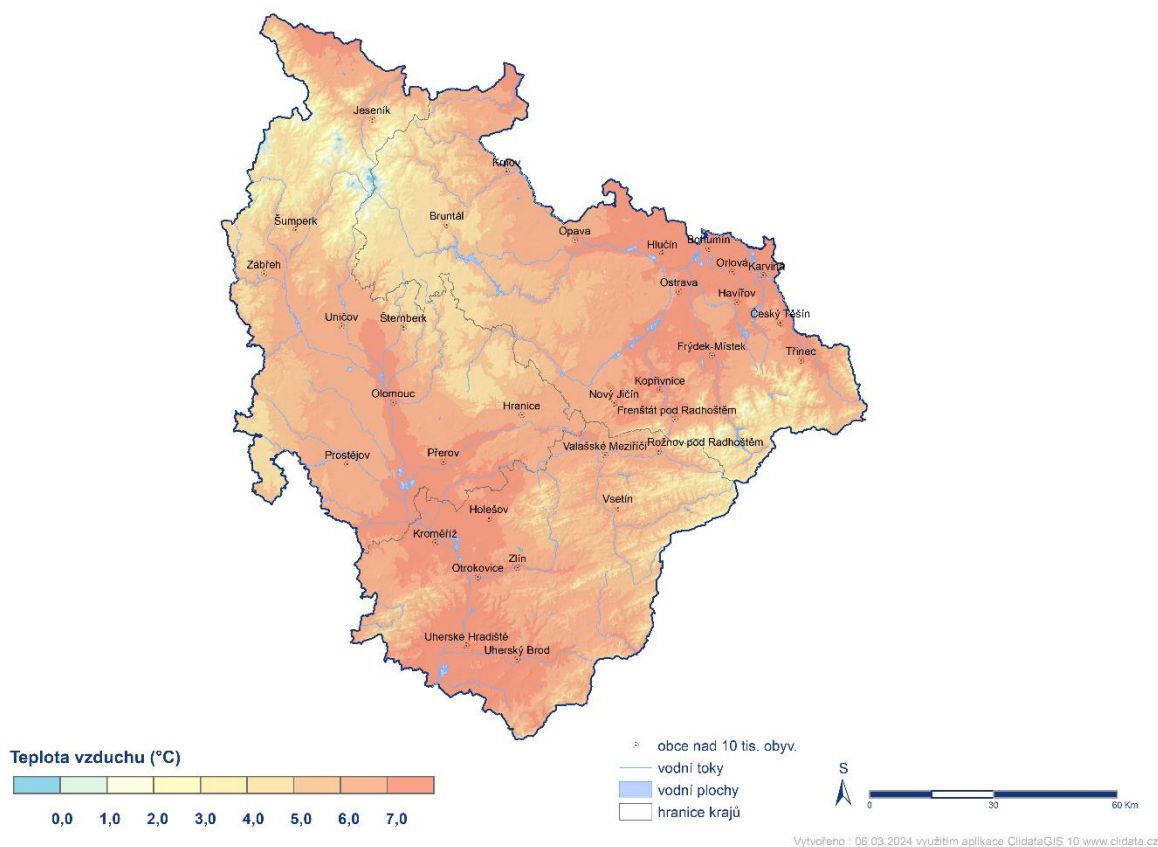 Jeseník
Krnov
Šumperk
Bruntál
Opava
Hlučín
Bohumín
Orlová
Karviná
Zábřeh
Ostrava
Havířov
Uničov
Šternberk
Český Těšín
Frýdek-Místek
Třinec
Kopřivnice
Olomouc
Nový Jičín
Hranice
Frenštát pod Radhoštěm
Valašské Meziříčí
Rožnov pod Radhoštěm
Prostějov
Přerov
Vsetín
Holešov
Kroměříž
Zlín
Otrokovice
Uherské Hradiště
Uherský Brod
Teplota vzduchu (°C)
0,0 1,0 2,0 3,0 4,0 5,0 6,0 7,0
obce nad 10 tis. obyv.
vodní toky
vodní plochy
hranice krajů
S
0 30 60 Km
Vytvořeno : 06.03.2024 využitím aplikace ClidataGIS 10 www.clidata.cz